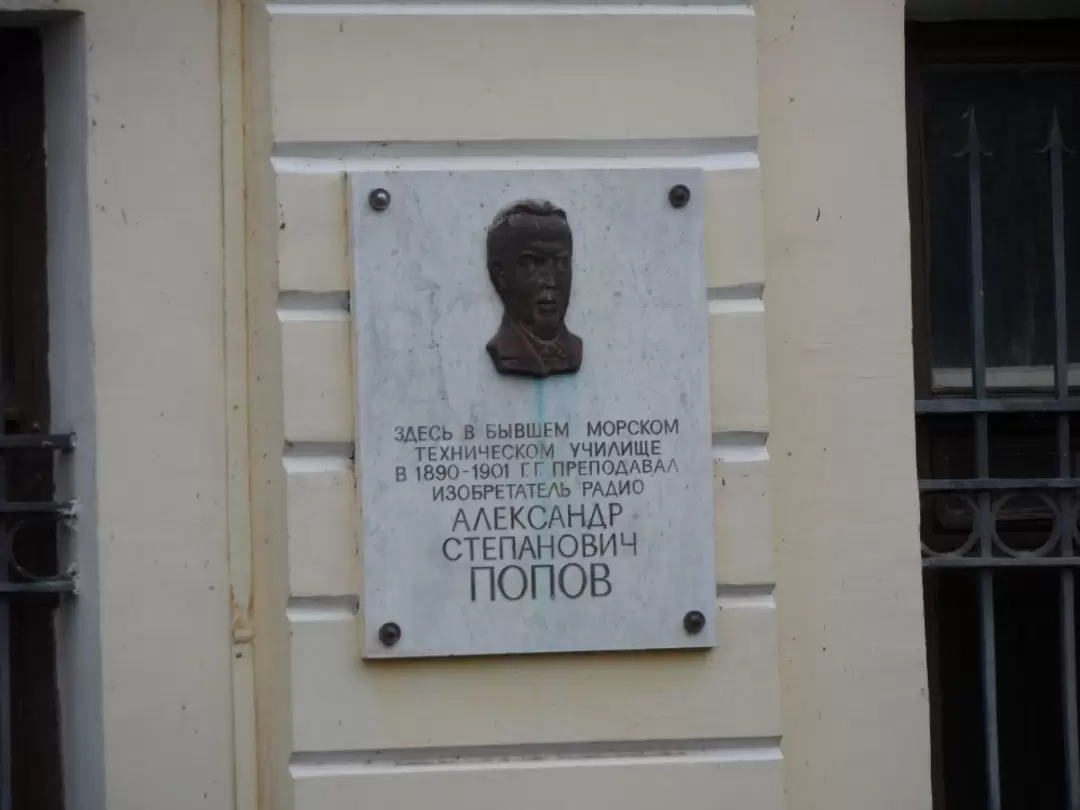 ЗДЕСЬ В БЫВШЕМ МОРСКОМ
ТЕХНИЧЕСКОМ УЧИЛИЩЕ
В 1890-1901 Г.Г. ПРЕПОДАВАЛ
ИЗОБРЕТАТЕЛЬ РАДИО
АЛЕКСАНДР
СТЕПАНОВИЧ
ПОПОВ